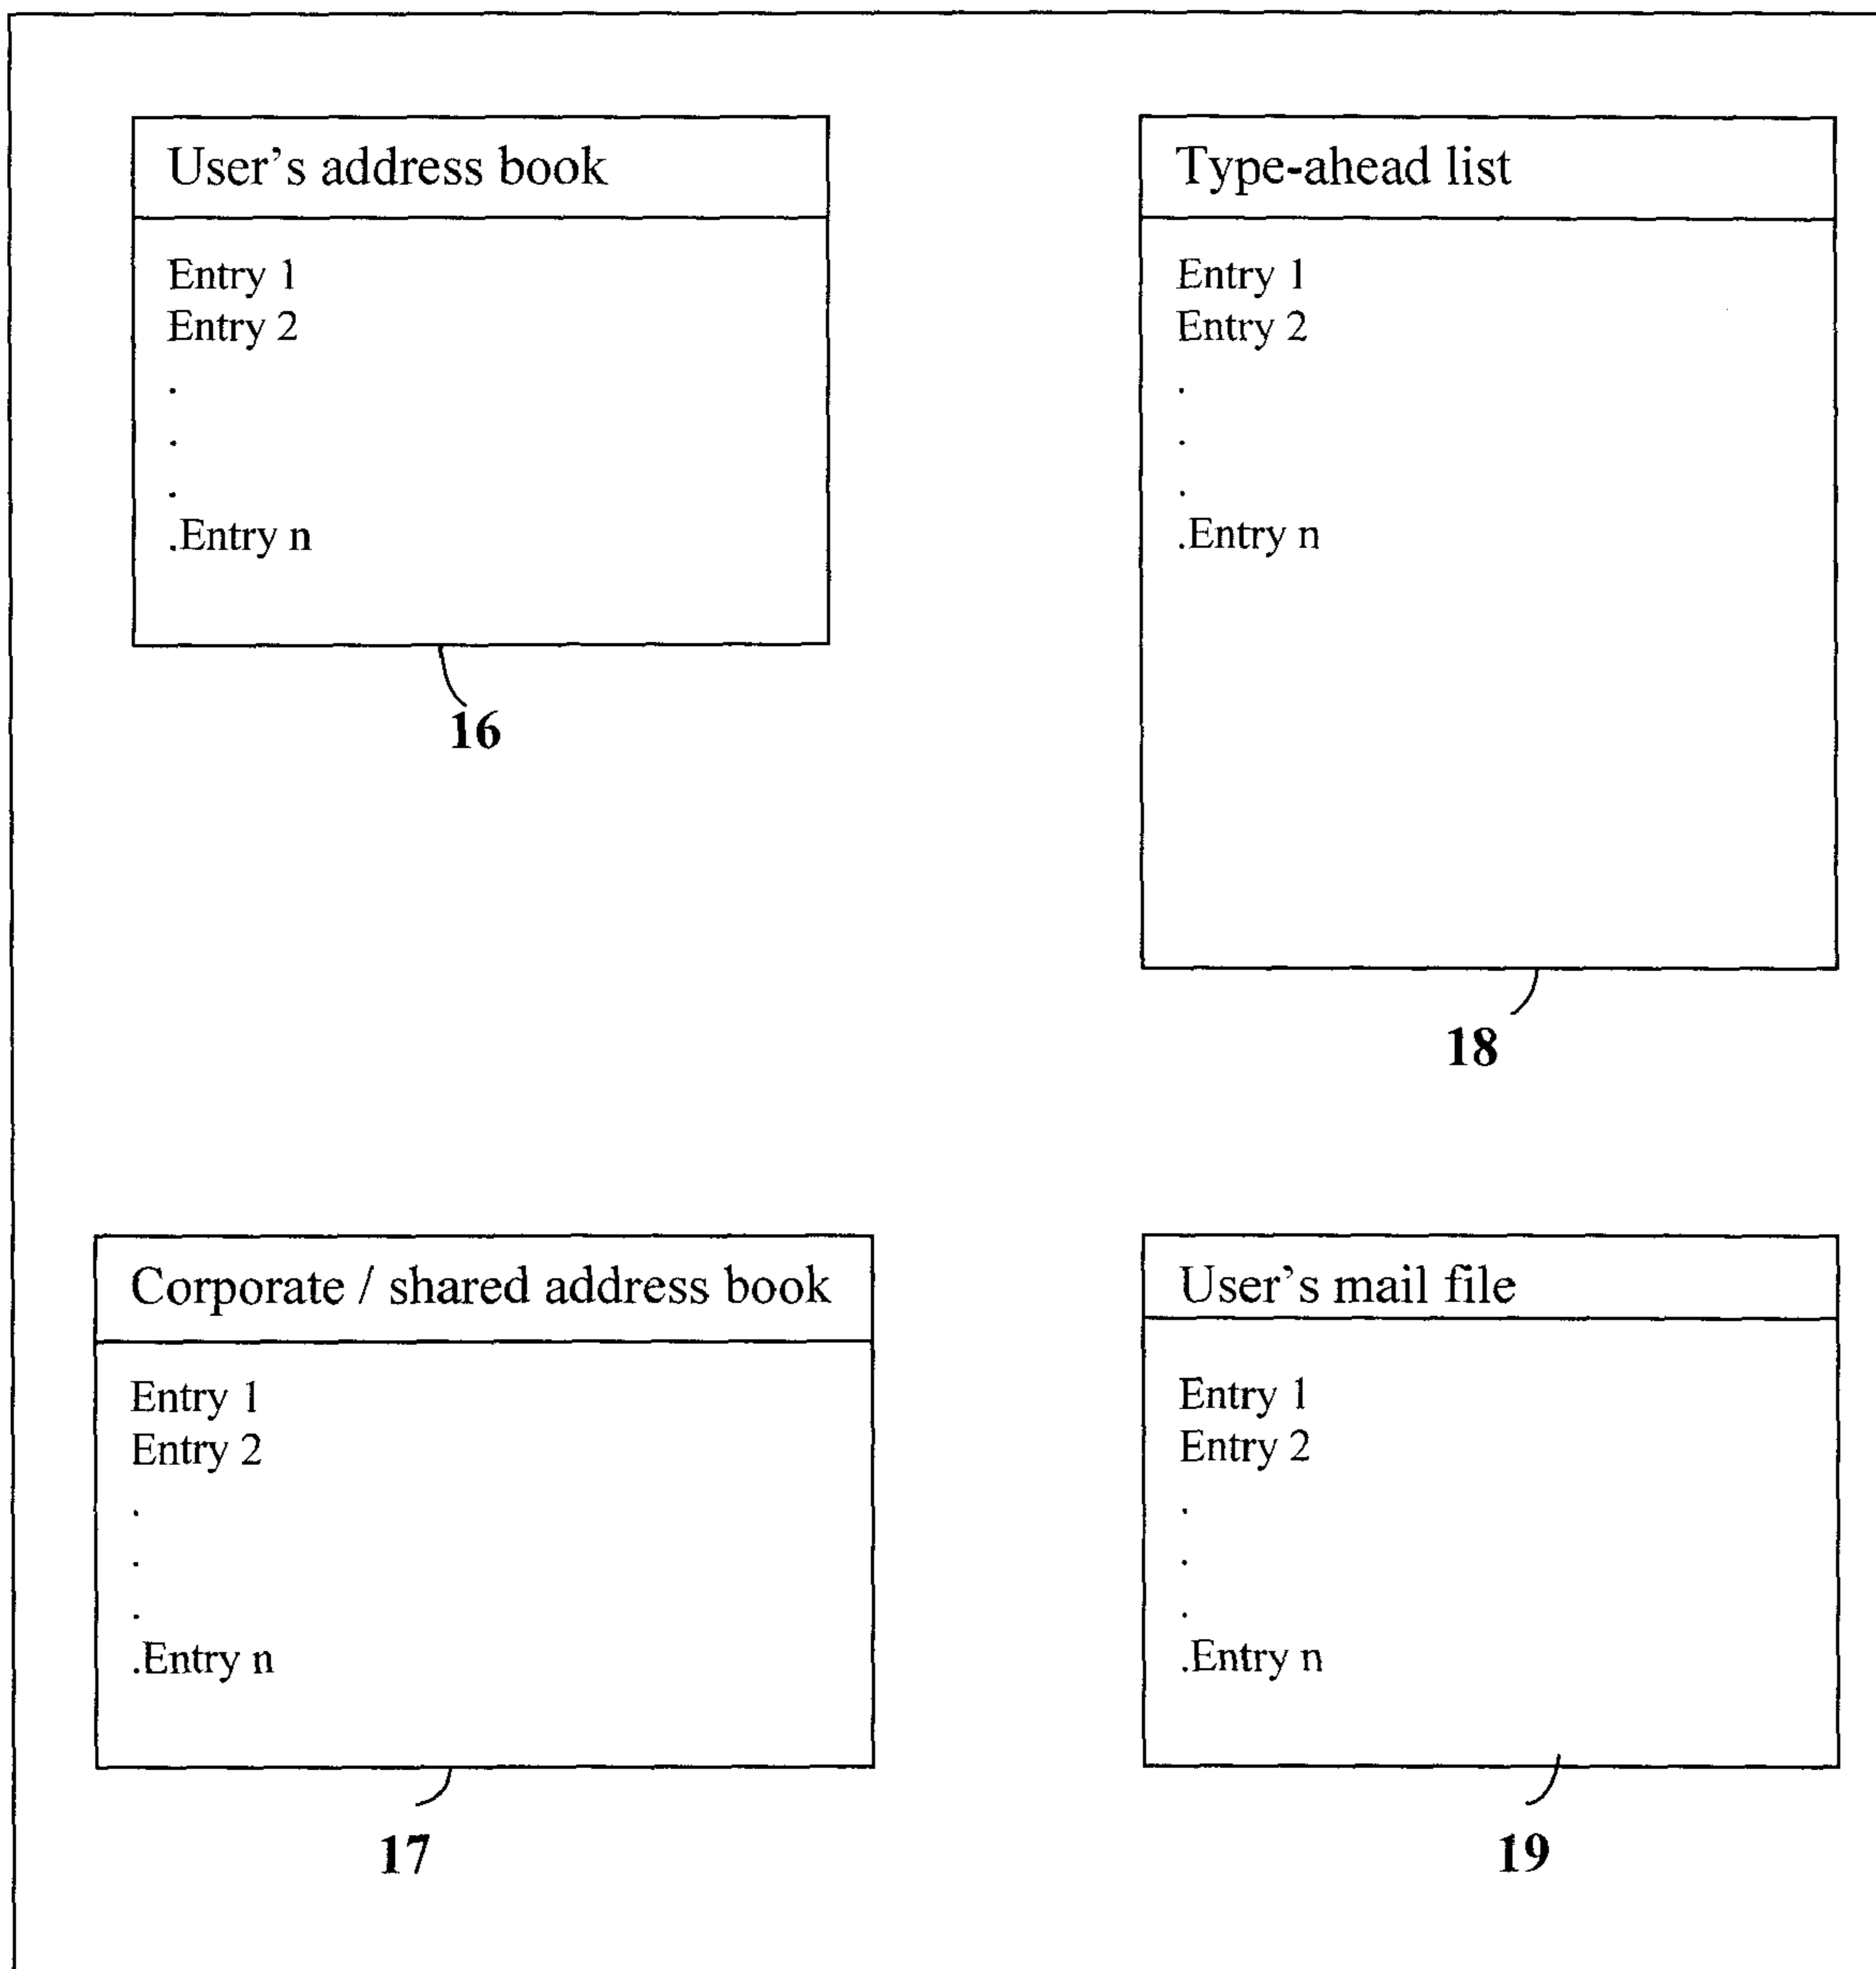 User's address book
Entry 1
Entry 2
.
.
.
.Entry n
16
Type-ahead list
Entry 1
Entry 2
.
.
.
.Entry n
18
Corporate / shared address book
Entry 1
Entry 2
.
.
.
.Entry n
17
User's mail file
Entry 1
Entry 2
.
.
.
.Entry n
19